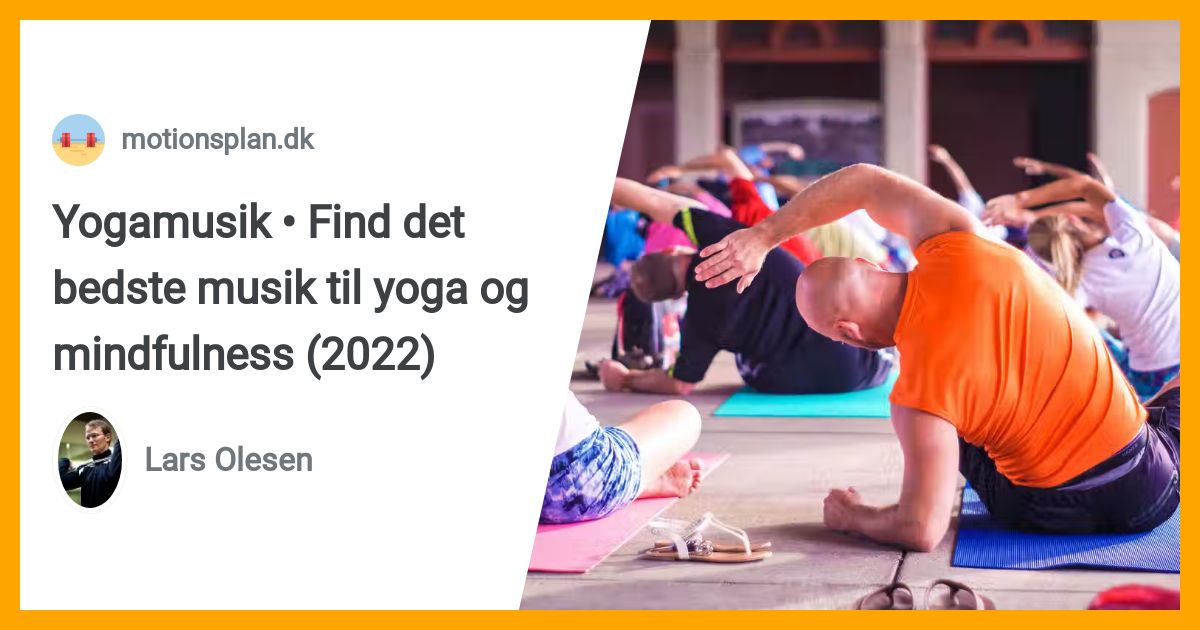 motionsplan.dk
Yogamusik • Find det
bedste musik til yoga og
mindfulness (2022)
Lars Olesen